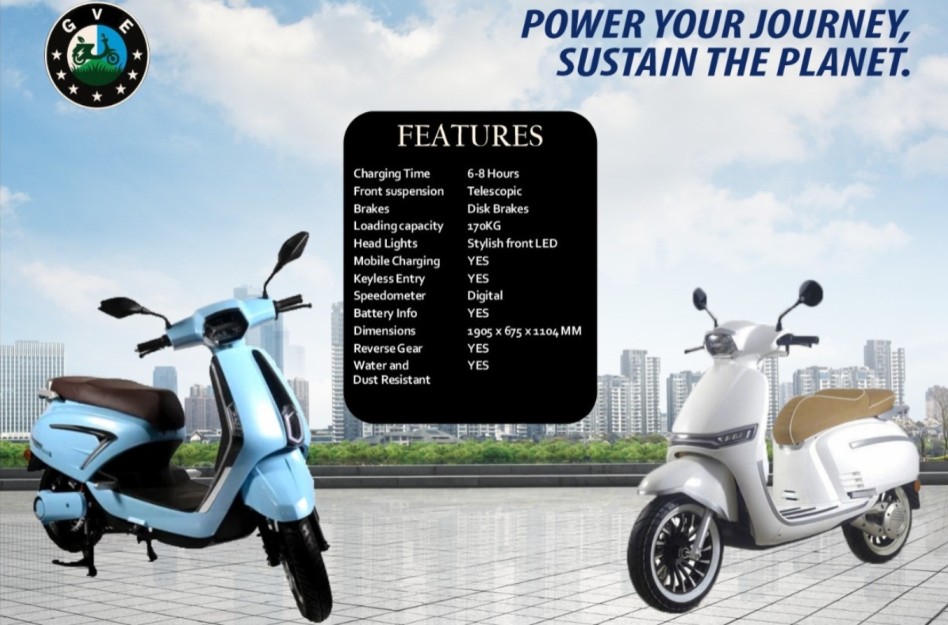 G V E
POWER YOUR JOURNEY,
SUSTAIN THE PLANET.
FEATURES
Charging Time 6-8 Hours
Front suspension Telescopic
Brakes Disk Brakes
Loading capacity 170KG
Head Lights Stylish front LED
Mobile Charging YES
Keyless Entry YES
Speedometer Digital
Battery Info YES
Dimensions 1905 x 675 x 1104 MM
Reverse Gear YES
Water and YES
Dust Resistant